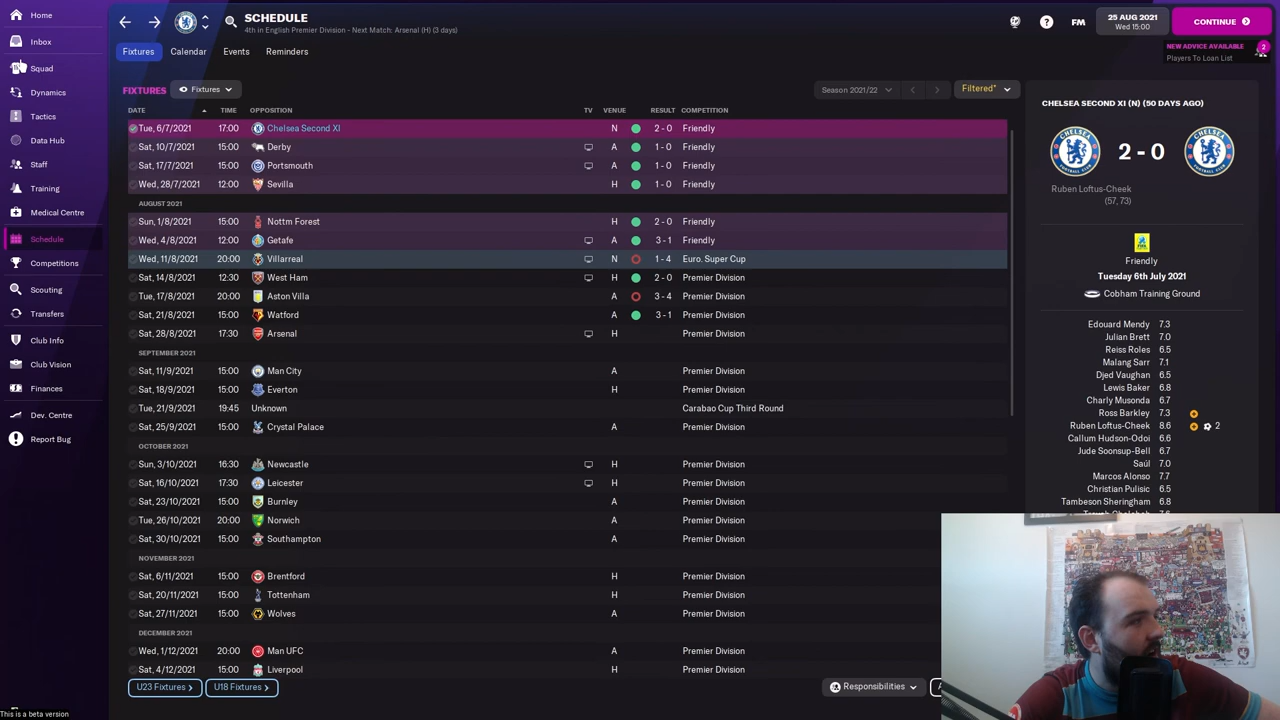 Home
Inbox
Squad
Dynamics
Tactics
Data Hub
Staff
Training
Medical Centre
Schedule
Competitions
Scouting
Transfers
Club Info
Club Vision
Finances
Dev. Centre
Report Bug
This is a beta version
SCHEDULE
4th in English Premier Division - Next Match: Arsenal (H) (3 days)
FM
25 AUG 2021
Wed 15:00
CONTINUE
NEW ADVICE AVAILABLE
Players To Loan List
2
Fixtures Calendar Events Reminders
FIXTURES Fixtures Season 2021/22 Filtered*
DATE TIME OPPOSITION TV VENUE RESULT COMPETITION
Tue, 6/7/2021 17:00 Chelsea Second XI N 2 - 0 Friendly
Sat, 10/7/2021 15:00 Derby A 1 - 0 Friendly
Sat, 17/7/2021 15:00 Portsmouth A 1 - 0 Friendly
Wed, 28/7/2021 12:00 Sevilla H 1 - 0 Friendly
AUGUST 2021
Sun, 1/8/2021 15:00 Nottm Forest H 2 - 0 Friendly
Wed, 4/8/2021 12:00 Getafe A 3 - 1 Friendly
Wed, 11/8/2021 20:00 Villarreal N 1 - 4 Euro. Super Cup
Sat, 14/8/2021 12:30 West Ham H 2 - 0 Premier Division
Tue, 17/8/2021 20:00 Aston Villa A 3 - 4 Premier Division
Sat, 21/8/2021 15:00 Watford A 3 - 1 Premier Division
Sat, 28/8/2021 17:30 Arsenal H Premier Division
SEPTEMBER 2021
Sat, 11/9/2021 15:00 Man City A Premier Division
Sat, 18/9/2021 15:00 Everton H Premier Division
Tue, 21/9/2021 19:45 Unknown Carabao Cup Third Round
Sat, 25/9/2021 15:00 Crystal Palace A Premier Division
OCTOBER 2021
Sun, 3/10/2021 16:30 Newcastle H Premier Division
Sat, 16/10/2021 17:30 Leicester H Premier Division
Sat, 23/10/2021 15:00 Burnley A Premier Division
Tue, 26/10/2021 20:00 Norwich A Premier Division
Sat, 30/10/2021 15:00 Southampton A Premier Division
NOVEMBER 2021
Sat, 6/11/2021 15:00 Brentford H Premier Division
Sat, 20/11/2021 15:00 Tottenham H Premier Division
Sat, 27/11/2021 15:00 Wolves A Premier Division
DECEMBER 2021
Wed, 1/12/2021 20:00 Man UFC A Premier Division
Sat, 4/12/2021 15:00 Liverpool H Premier Division
U23 Fixtures U18 Fixtures Responsibilities
CHELSEA SECOND XI (N) (50 DAYS AGO)
2 - 0
Ruben Loftus-Cheek
(57, 73)
Friendly
Tuesday 6th July 2021
Cobham Training Ground
Edouard Mendy 7.3
Julian Brett 7.0
Reiss Roles 6.5
Malang Sarr 7.1
Djed Vaughan 6.5
Lewis Baker 6.8
Charly Musonda 6.7
Ross Barkley 7.3
Ruben Loftus-Cheek 8.6 2
Callum Hudson-Odoi 6.6
Jude Soonsup-Bell 6.7
Saúl 7.0
Marcos Alonso 7.7
Christian Pulisic 6.5
Tambeson Sheringham 6.8